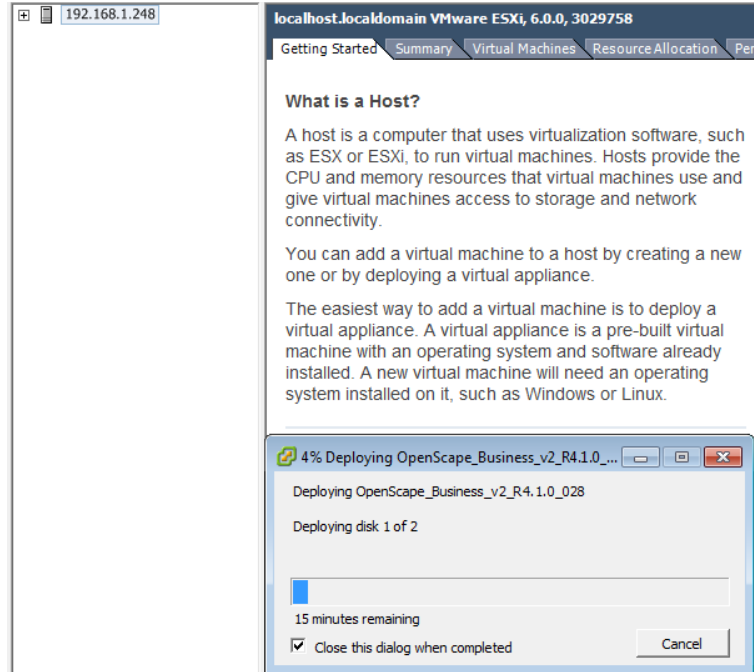 192.168.1.248
localhost.localdomain VMware ESXi, 6.0.0, 3029758
Getting Started Summary Virtual Machines Resource Allocation Per
What is a Host?
A host is a computer that uses virtualization software, such
as ESX or ESXi, to run virtual machines. Hosts provide the
CPU and memory resources that virtual machines use and
give virtual machines access to storage and network
connectivity.
You can add a virtual machine to a host by creating a new
one or by deploying a virtual appliance.
The easiest way to add a virtual machine is to deploy a
virtual appliance. A virtual appliance is a pre-built virtual
machine with an operating system and software already
installed. A new virtual machine will need an operating
system installed on it, such as Windows or Linux.
4% Deploying OpenScape_Business_v2_R4.1.0_...
Deploying OpenScape_Business_v2_R4.1.0_028
Deploying disk 1 of 2
15 minutes remaining
Close this dialog when completed
Cancel